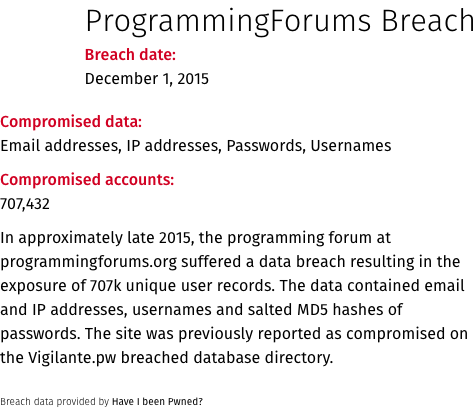 ProgrammingForums Breach
Breach date:
December 1, 2015
Compromised data:
Email addresses, IP addresses, Passwords, Usernames
Compromised accounts:
707,432
In approximately late 2015, the programming forum at
programmingforums.org suffered a data breach resulting in the
exposure of 707k unique user records. The data contained email
and IP addresses, usernames and salted MD5 hashes of
passwords. The site was previously reported as compromised on
the Vigilante.pw breached database directory.
Breach data provided by Have I been Pwned?